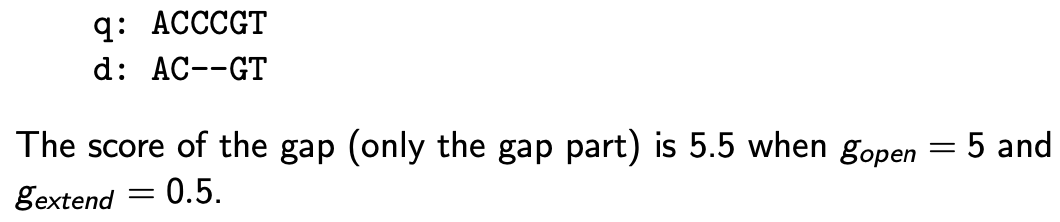 q: ACCCGT
d: AC--GT
The score of the gap (only the gap part) is 5.5 when g_open = 5 and
g_extend = 0.5.